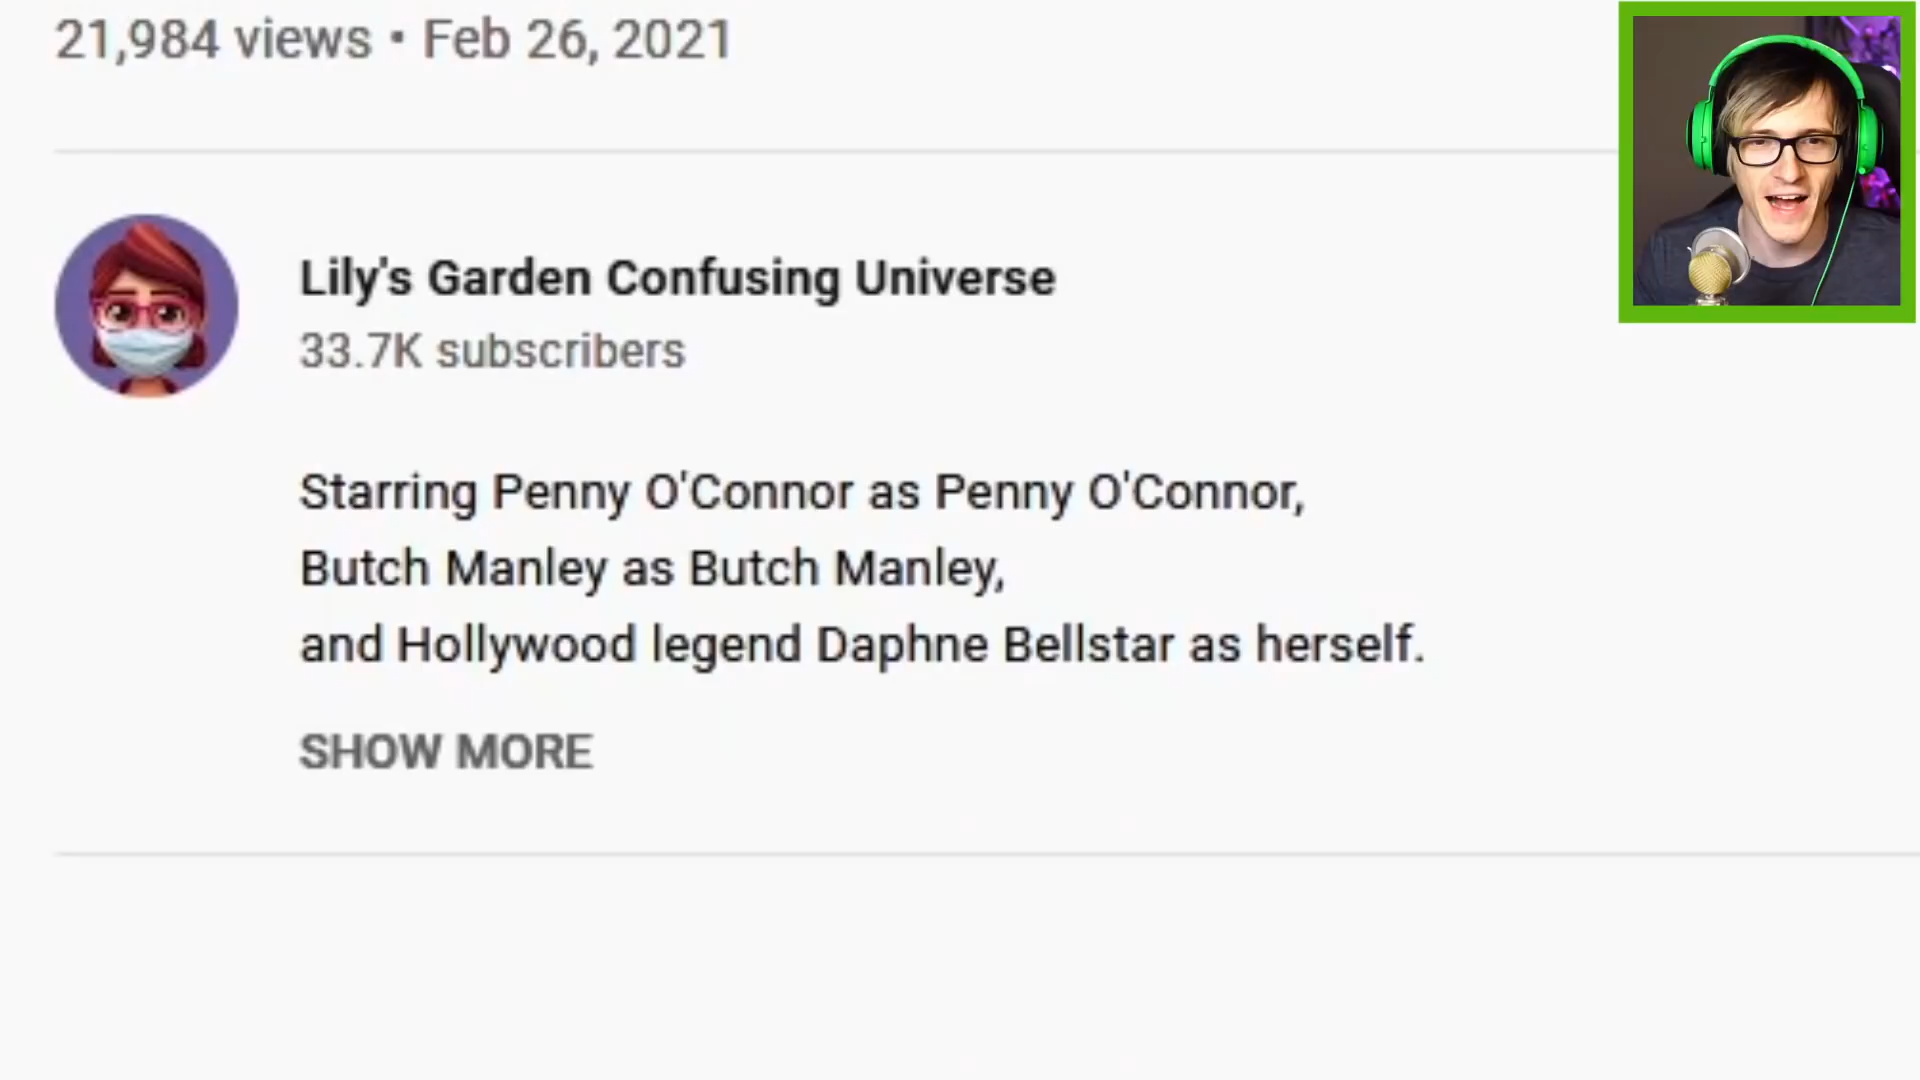 21,984 views • Feb 26, 2021
Lily's Garden Confusing Universe
33.7K subscribers
Starring Penny O'Connor as Penny O'Connor,
Butch Manley as Butch Manley,
and Hollywood legend Daphne Bellstar as herself.
SHOW MORE